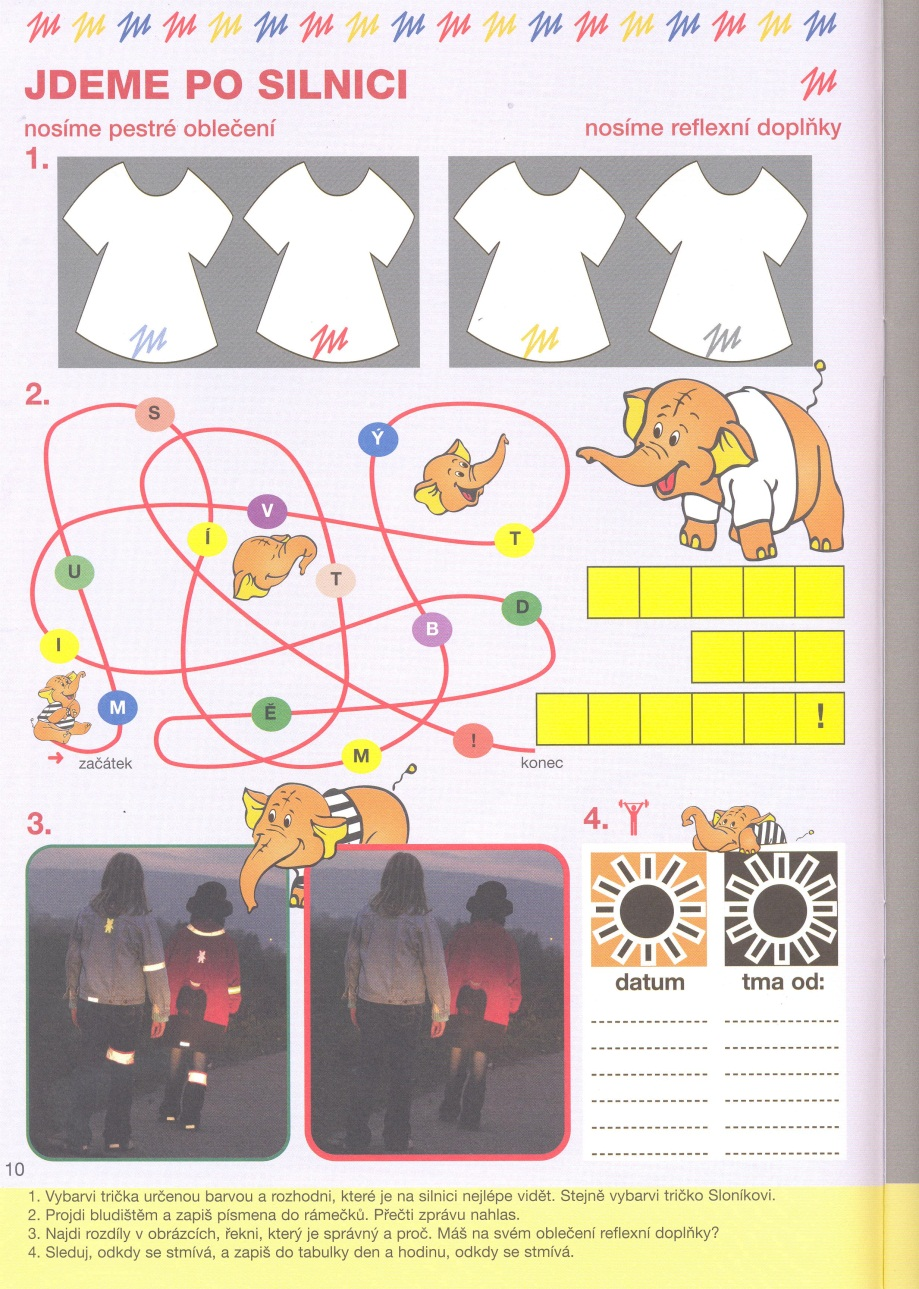 JDEME PO SILNICI
nosíme pestré oblečení
nosíme reflexní doplňky
1.
2.
S
Ý
V
Í
T
U
T
D
B
I
M
Ě
!
M
začátek
konec
!
3.
4.
datum
tma od:
10
1. Vybarvi trička určenou barvou a rozhodni, které je na silnici nejlépe vidět. Stejně vybarvi tričko Sloníkovi.
2. Projdi bludištěm a zapiš písmena do rámečků. Přečti zprávu nahlas.
3. Najdi rozdíly v obrázcích, řekni, který je správný a proč. Máš na svém oblečení reflexní doplňky?
4. Sleduj, odkdy se stmívá, a zapiš do tabulky den a hodinu, odkdy se stmívá.